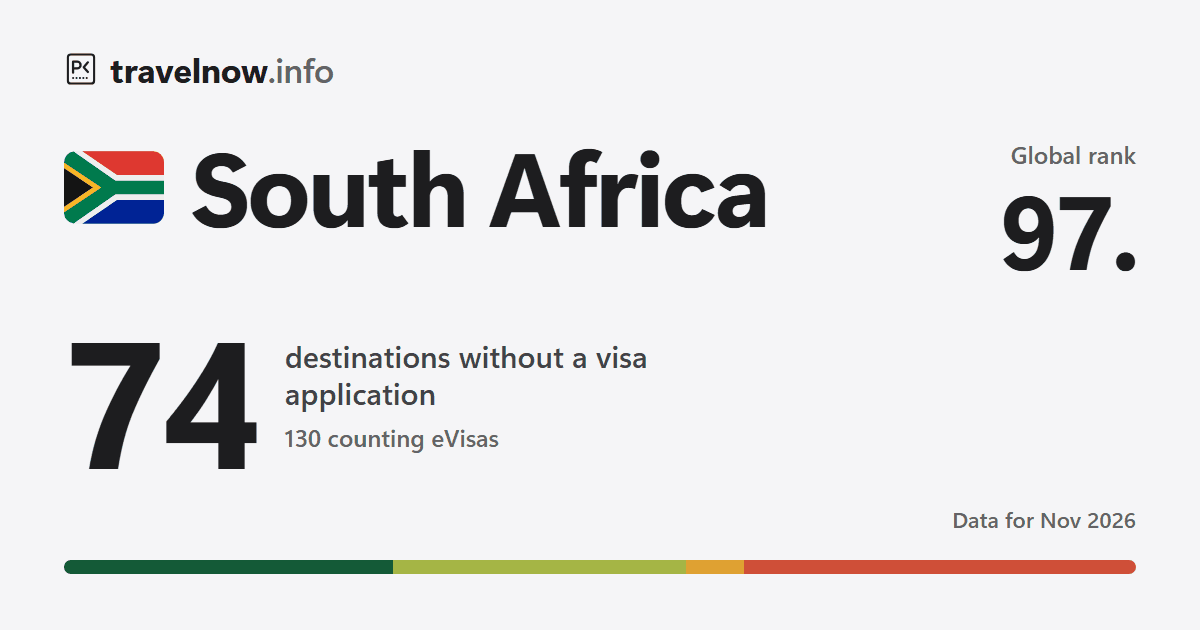 travelnow.info
South Africa
Global rank
97.
74
destinations without a visa
application
130 counting eVisas
Data for Nov 2026